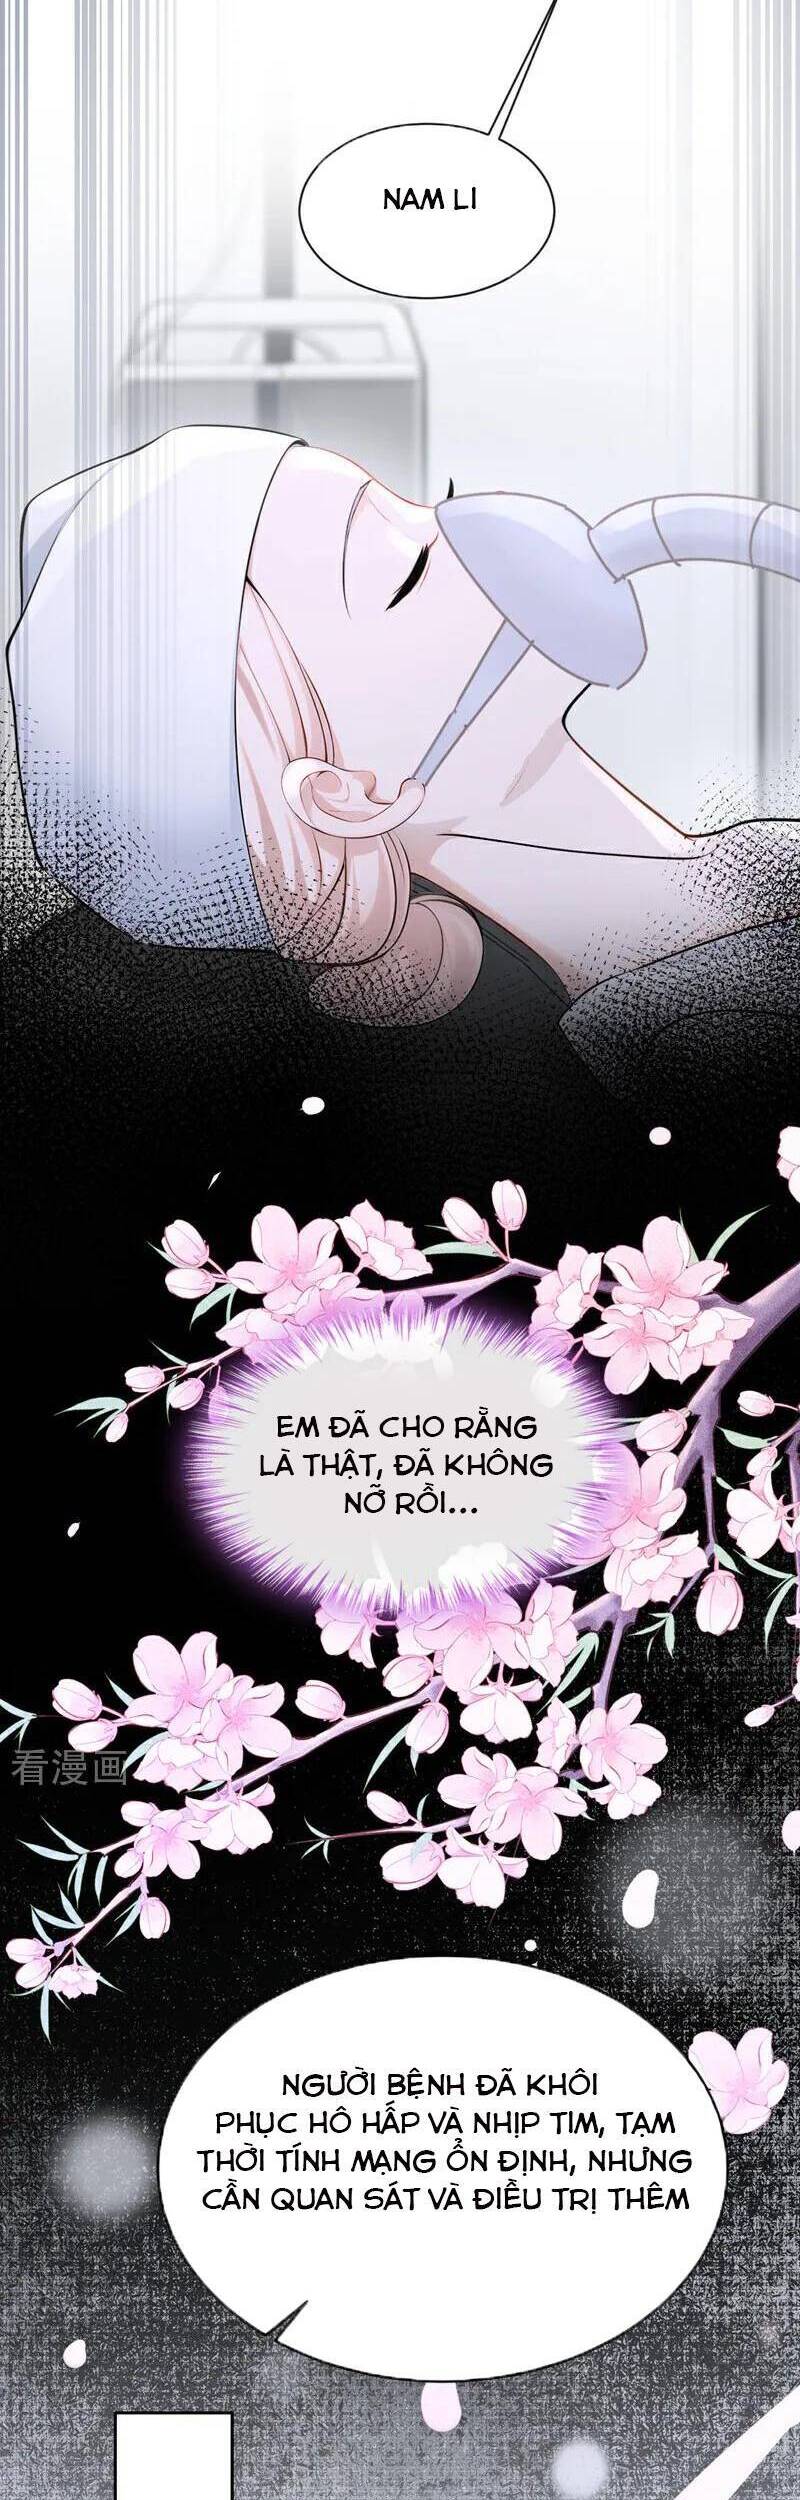 NAM LI
EM ĐÃ CHO RẰNG
LÀ THẬT, ĐÃ KHÔNG
NỠ RỒI...
看漫画
NGƯỜI BỆNH ĐÃ KHÔI
PHỤC HÔ HẤP VÀ NHỊP TIM, TẠM
THỜI TÍNH MẠNG ỔN ĐỊNH, NHƯNG
CẦN QUAN SÁT VÀ ĐIỀU TRỊ THÊM